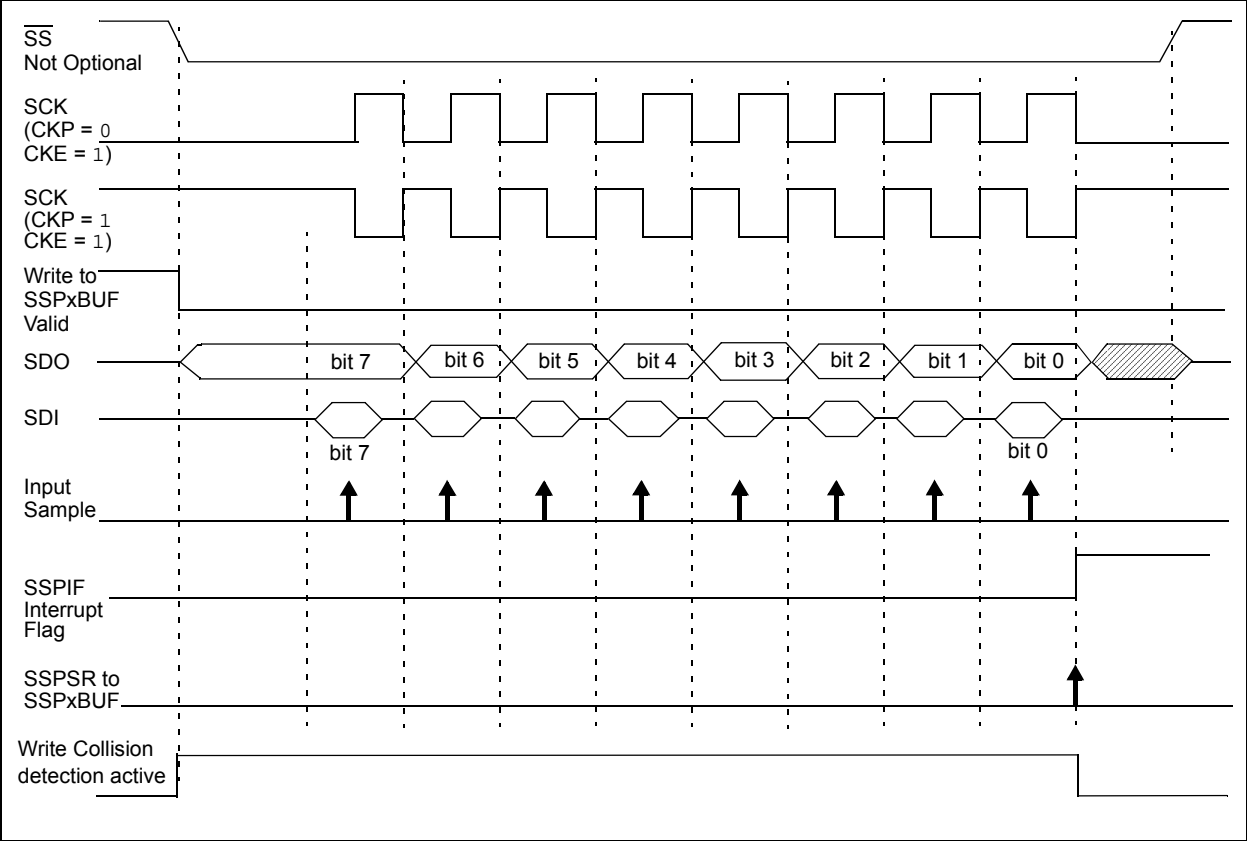 SS
Not Optional
SCK
(CKP = 0
CKE = 1)
SCK
(CKP = 1
CKE = 1)
Write to
SSPxBUF
Valid
SDO
bit 7 bit 6 bit 5 bit 4 bit 3 bit 2 bit 1 bit 0
SDI
bit 7 bit 0
Input
Sample
SSPIF
Interrupt
Flag
SSPSR to
SSPxBUF
Write Collision
detection active